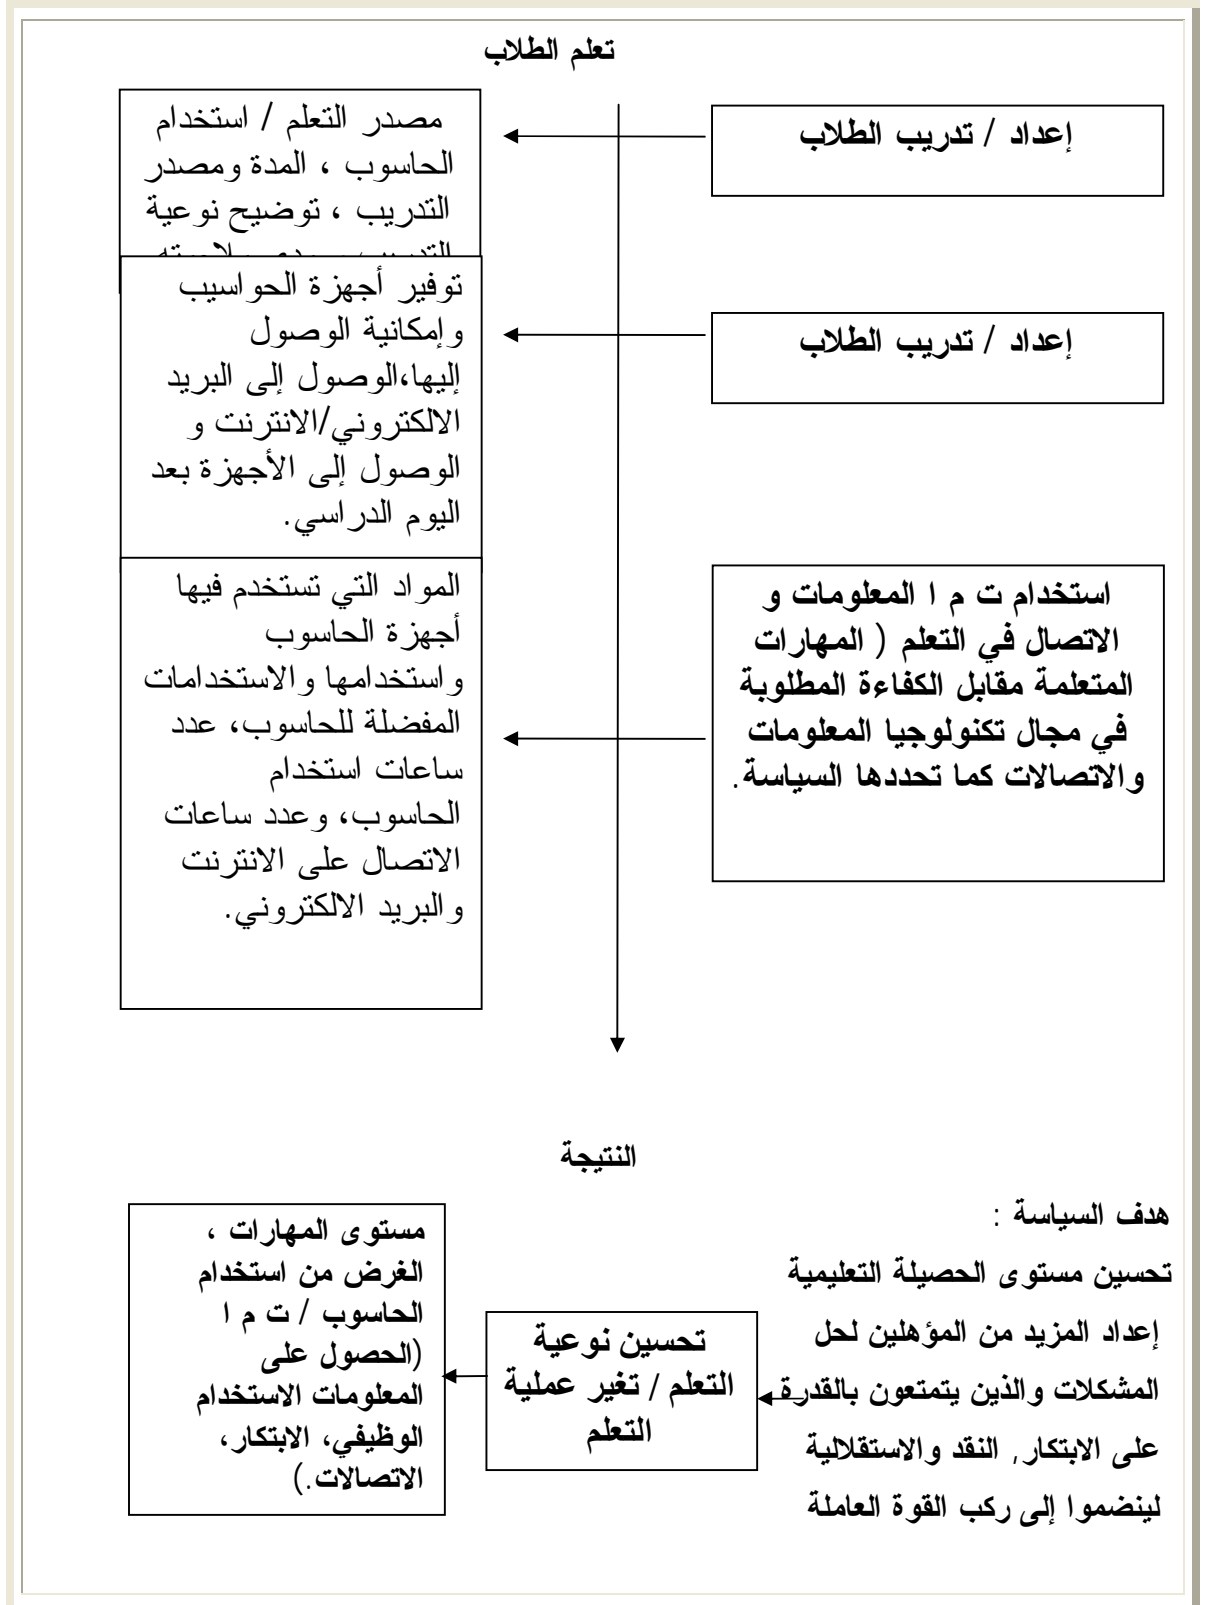 تعلم الطلاب
إعداد / تدريب الطلاب
مصدر التعلم / استخدام
الحاسوب ، المدة ومصدر
التدريب ، توضيح نوعية
إعداد / تدريب الطلاب
توفير أجهزة الحواسيب
وإمكانية الوصول
إليها،الوصول إلى البريد
الالكتروني/الانترنت و
الوصول إلى الأجهزة بعد
اليوم الدراسي.
استخدام ت م ا المعلومات و
الاتصال في التعلم ( المهارات
المتعلمة مقابل الكفاءة المطلوبة
في مجال تكنولوجيا المعلومات
والاتصالات كما تحددها السياسة.
المواد التي تستخدم فيها
أجهزة الحاسوب
واستخدامها والاستخدامات
المفضلة للحاسوب، عدد
ساعات استخدام
الحاسوب، وعدد ساعات
الاتصال على الانترنت
والبريد الالكتروني.
النتيجة
هدف السياسة :
تحسين مستوى الحصيلة التعليمية
إعداد المزيد من المؤهلين لحل
المشكلات والذين يتمتعون بالقدرة
على الابتكار, النقد والاستقلالية
لينضموا إلى ركب القوة العاملة
تحسين نوعية
التعلم / تغير عملية
التعلم
مستوى المهارات ،
الغرض من استخدام
الحاسوب / ت م ا
(الحصول على
المعلومات الاستخدام
الوظيفي، الابتكار،
الاتصالات.)